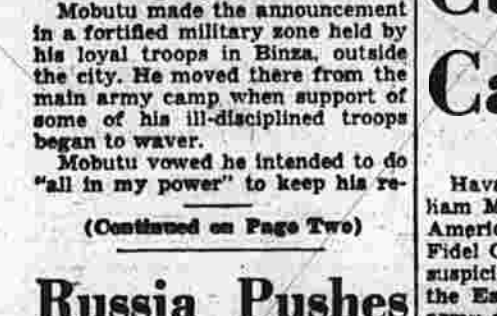 Mobutu made the announcement
in a fortified military zone held by
his loyal troops in Binza, outside
the city. He moved there from the
main army camp when support of
some of his ill-disciplined troops
began to waver.
Mobutu vowed he intended to do
"all in my power" to keep his re-
(Continued on Page Two)
Russia Pushes
Ca
Hav
ham M
Americ
Fidel C
suspici
the Ea